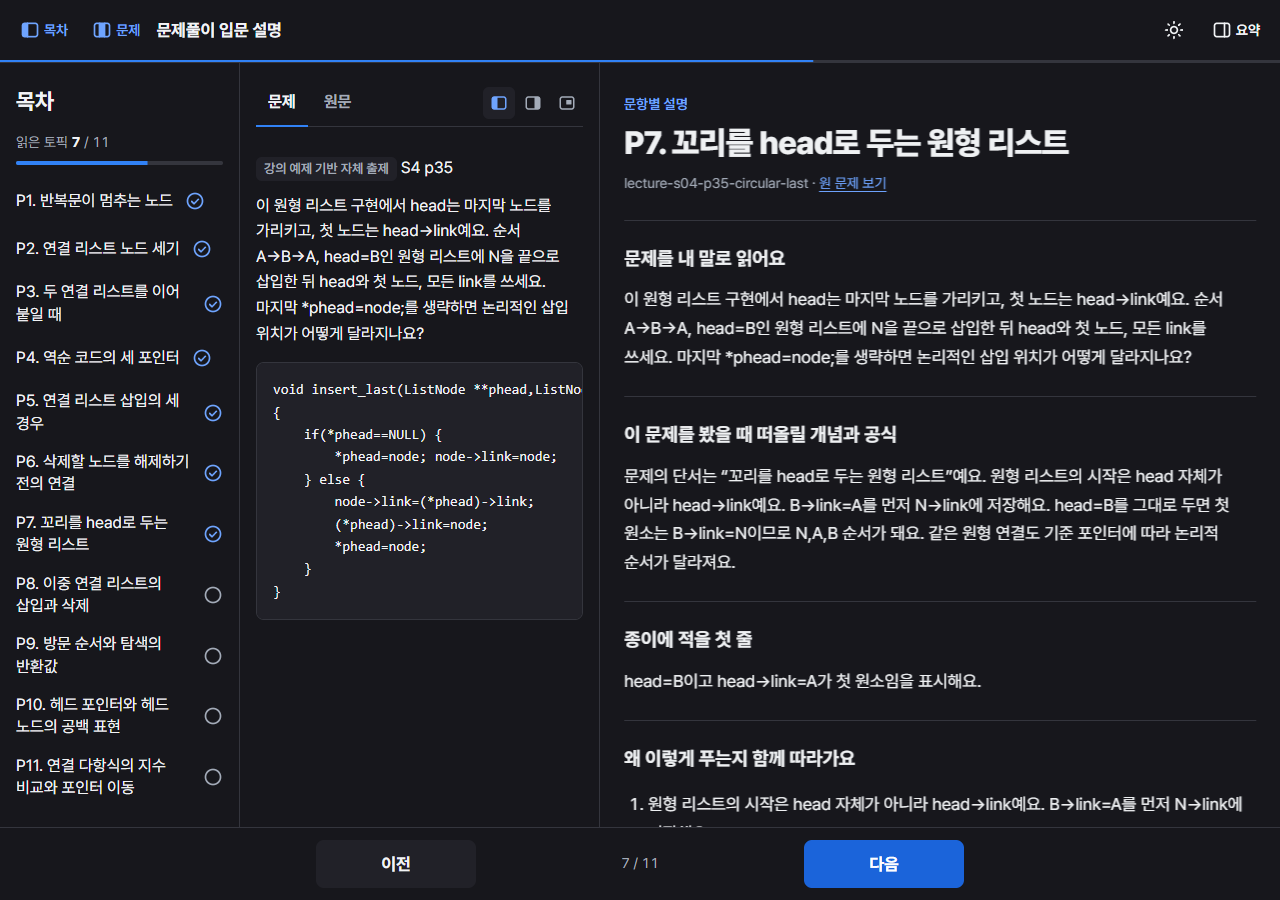 목차
문제
문제풀이 입문 설명
요약
목차
읽은 토픽 7 / 11
P1. 반복문이 멈추는 노드
P2. 연결 리스트 노드 세기
P3. 두 연결 리스트를 이어
붙일 때
P4. 역순 코드의 세 포인터
P5. 연결 리스트 삽입의 세
경우
P6. 삭제할 노드를 해제하기
전의 연결
P7. 꼬리를 head로 두는
원형 리스트
P8. 이중 연결 리스트의
삽입과 삭제
P9. 방문 순서와 탐색의
반환값
P10. 헤드 포인터와 헤드
노드의 공백 표현
P11. 연결 다항식의 지수
비교와 포인터 이동
문제
원문
강의 예제 기반 자체 출제 S4 p35
이 원형 리스트 구현에서 head는 마지막 노드를
가리키고, 첫 노드는 head→link예요. 순서
A→B→A, head=B인 원형 리스트에 N을 끝으로
삽입한 뒤 head와 첫 노드, 모든 link를 쓰세요.
마지막 *phead=node;를 생략하면 논리적인 삽입
위치가 어떻게 달라지나요?
void insert_last(ListNode **phead,ListNo
{
    if(*phead==NULL) {
        *phead=node; node->link=node;
    } else {
        node->link=(*phead)->link;
        (*phead)->link=node;
        *phead=node;
    }
}
문항별 설명
P7. 꼬리를 head로 두는 원형 리스트
lecture-s04-p35-circular-last · 원 문제 보기
문제를 내 말로 읽어요
이 원형 리스트 구현에서 head는 마지막 노드를 가리키고, 첫 노드는 head→link예요. 순서
A→B→A, head=B인 원형 리스트에 N을 끝으로 삽입한 뒤 head와 첫 노드, 모든 link를
쓰세요. 마지막 *phead=node;를 생략하면 논리적인 삽입 위치가 어떻게 달라지나요?
이 문제를 봤을 때 떠올릴 개념과 공식
문제의 단서는 “꼬리를 head로 두는 원형 리스트”예요. 원형 리스트의 시작은 head 자체가
아니라 head→link예요. B→link=A를 먼저 N→link에 저장해요. head=B를 그대로 두면 첫
원소는 B→link=N이므로 N,A,B 순서가 돼요. 같은 원형 연결도 기준 포인터에 따라 논리적
순서가 달라져요.
종이에 적을 첫 줄
head=B이고 head→link=A가 첫 원소임을 표시해요.
왜 이렇게 푸는지 함께 따라가요
1. 원형 리스트의 시작은 head 자체가 아니라 head→link예요. B→link=A를 먼저 N→link에
이전
7 / 11
다음